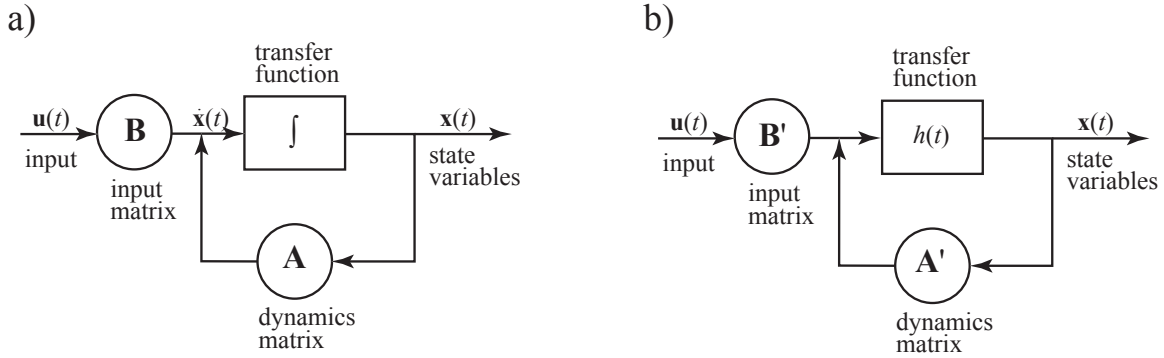 a)
transfer
function
u(t)
B
ẋ(t)
∫
x(t)
input
input
matrix
state
variables
A
dynamics
matrix
b)
transfer
function
u(t)
B'
h(t)
x(t)
input
input
matrix
state
variables
A'
dynamics
matrix